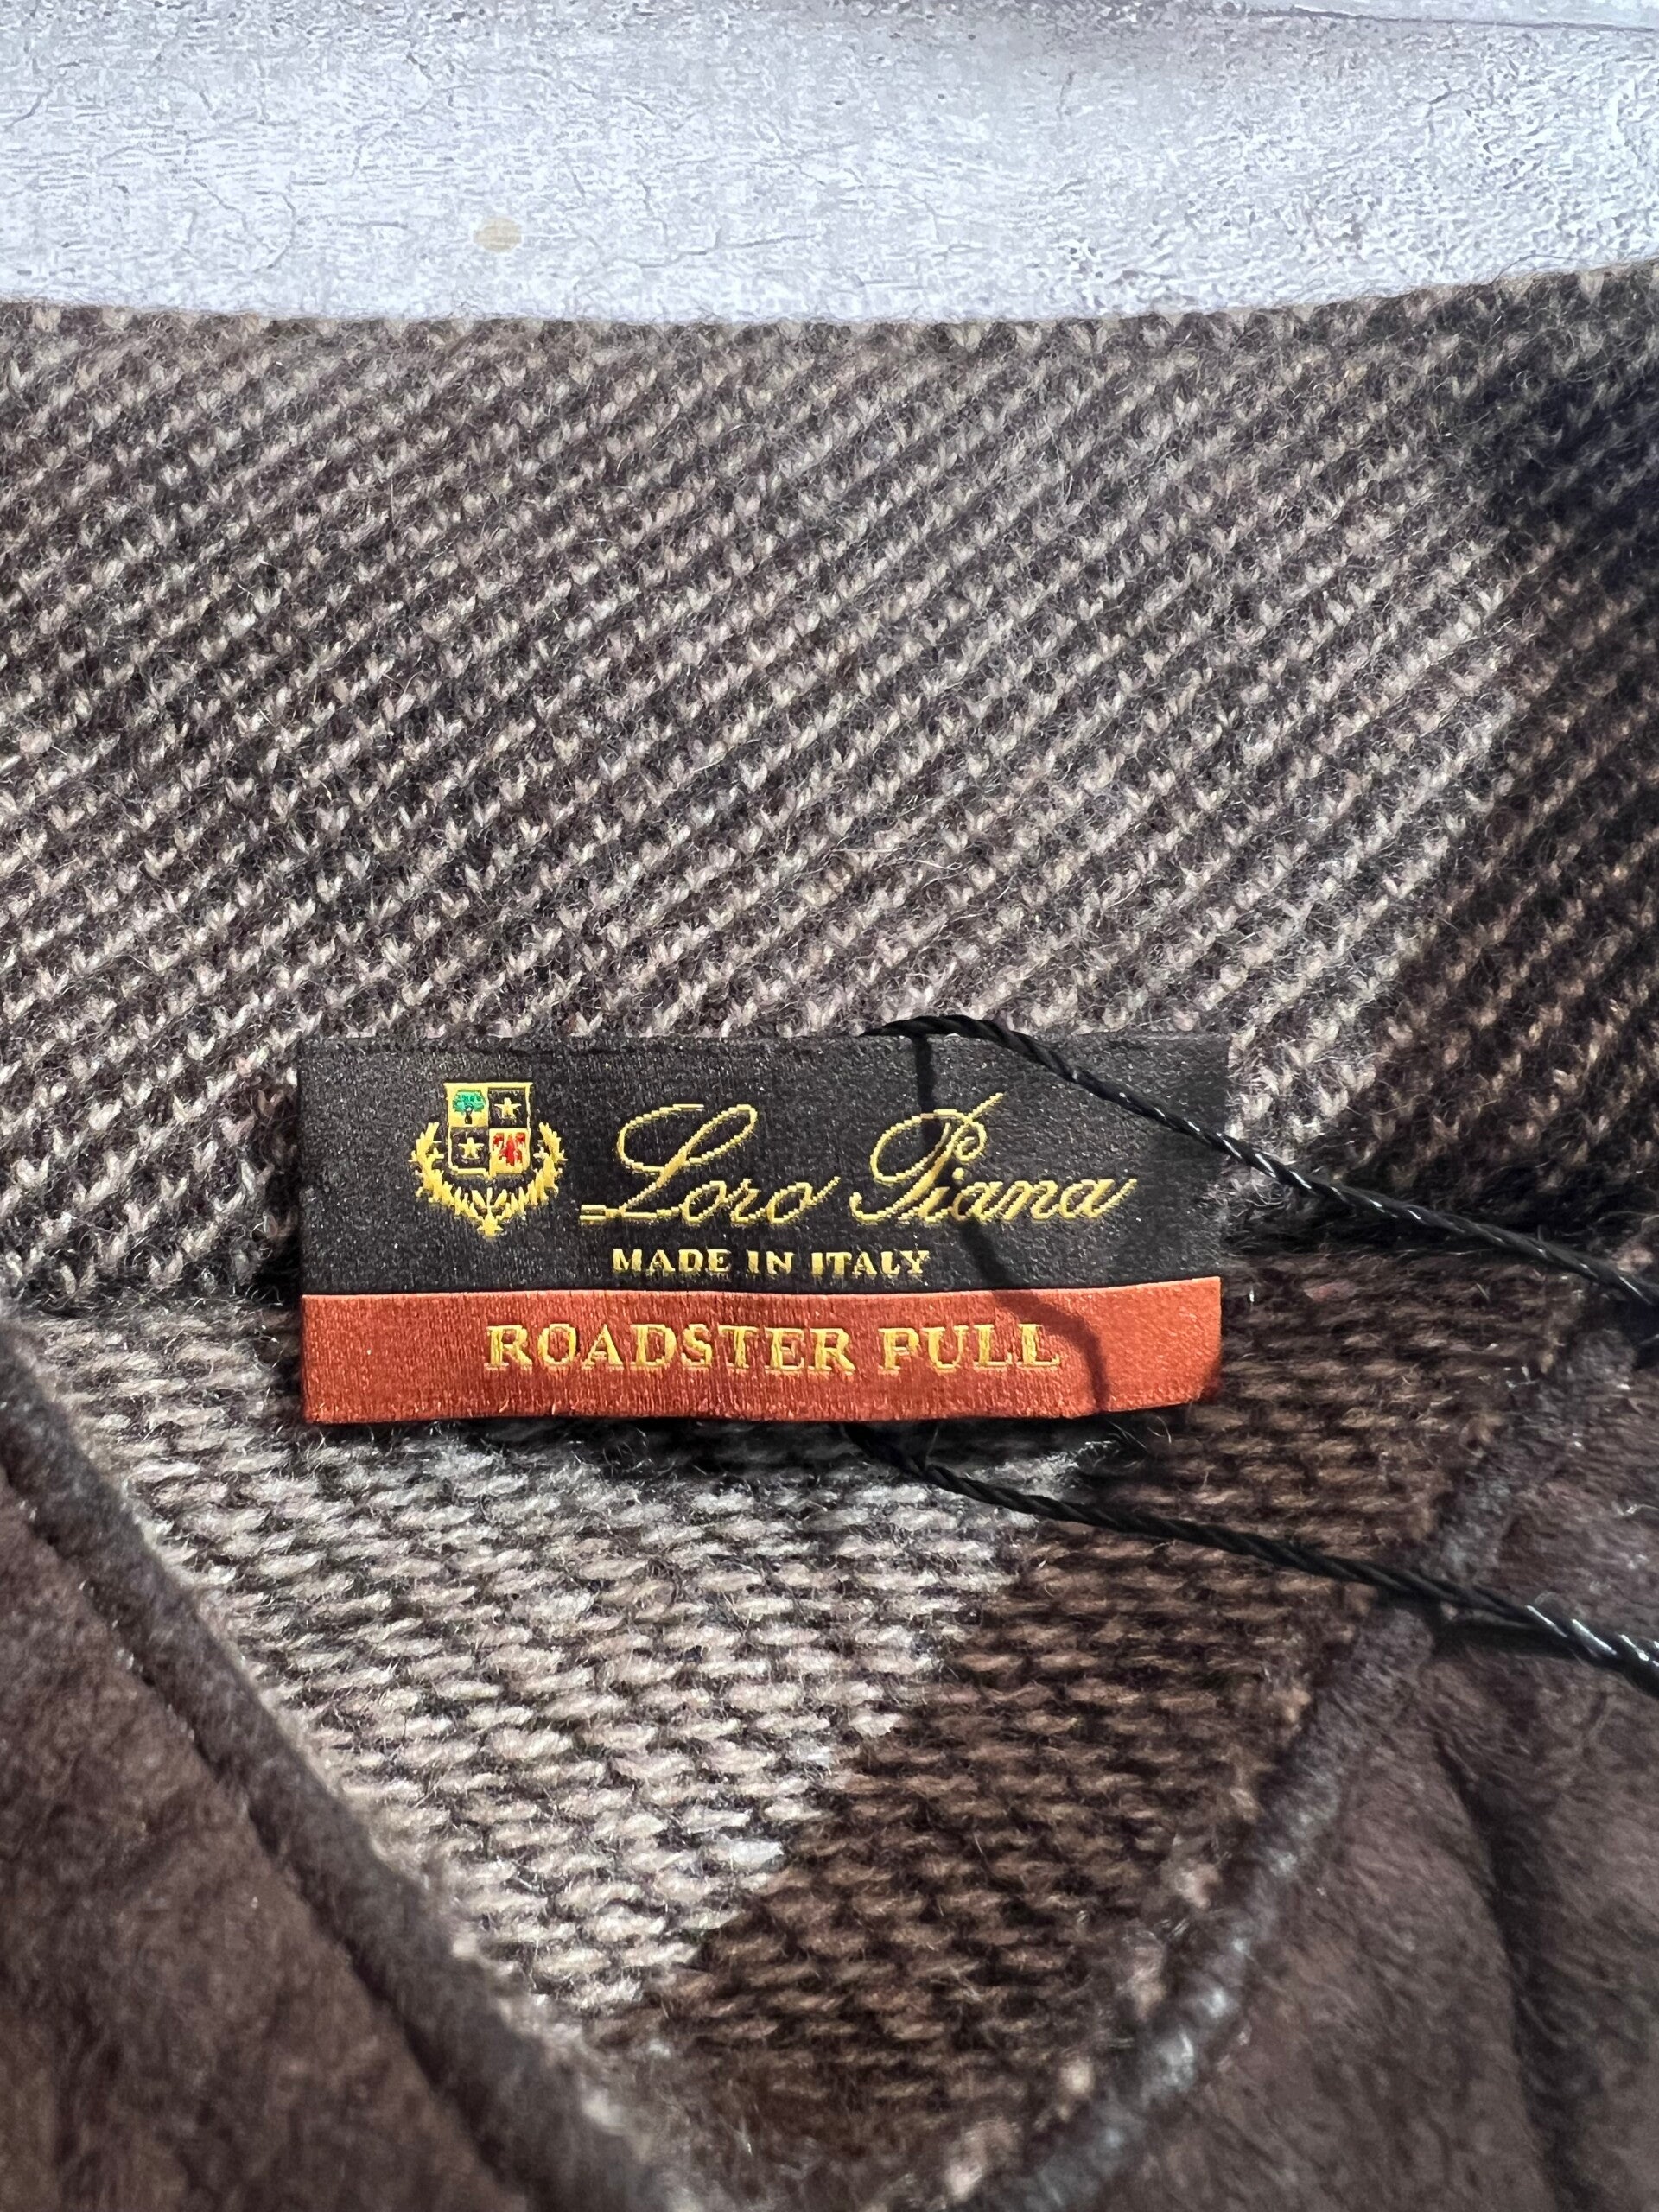 Loro Piana
MADE IN ITALY
ROADSTER PULL